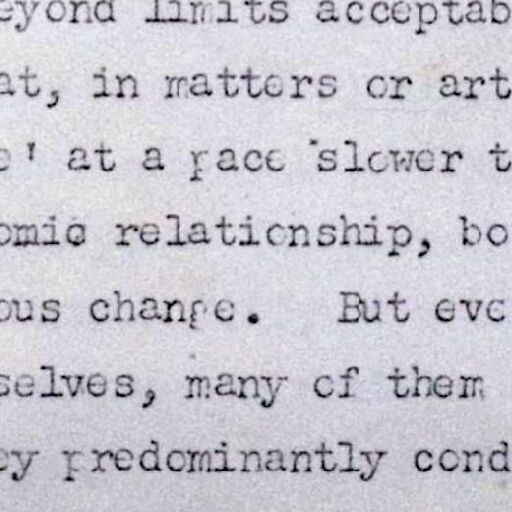 eyond limits acceptab
at, in matters or art
e' at a pace slower t
omic relationship, bo
ous change. But eve
selves, many of them
ey predominantly cond